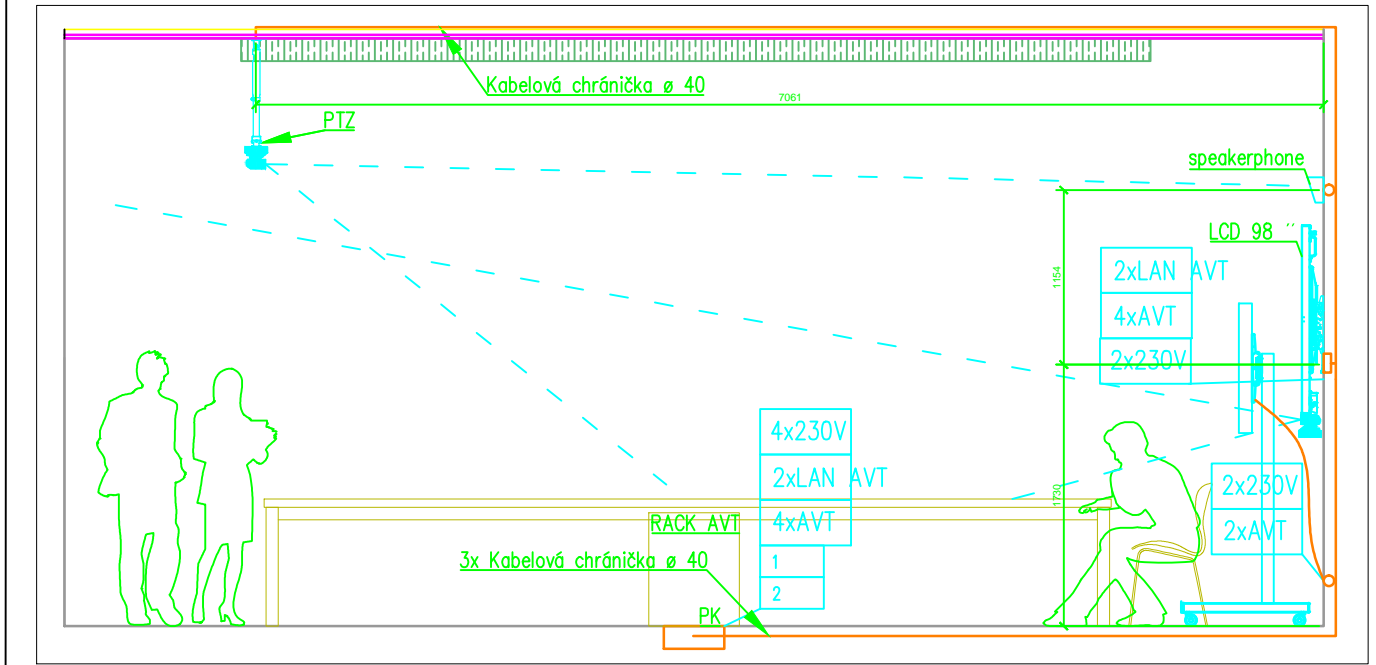 Kabelová chránička ø 40
7061
PTZ
speakerphone
LCD 98 ''
2xLAN AVT
4xAVT
2x230V
1154
4x230V
2xLAN AVT
4xAVT
1
2
RACK AVT
3x Kabelová chránička ø 40
PK
1730
2x230V
2xAVT